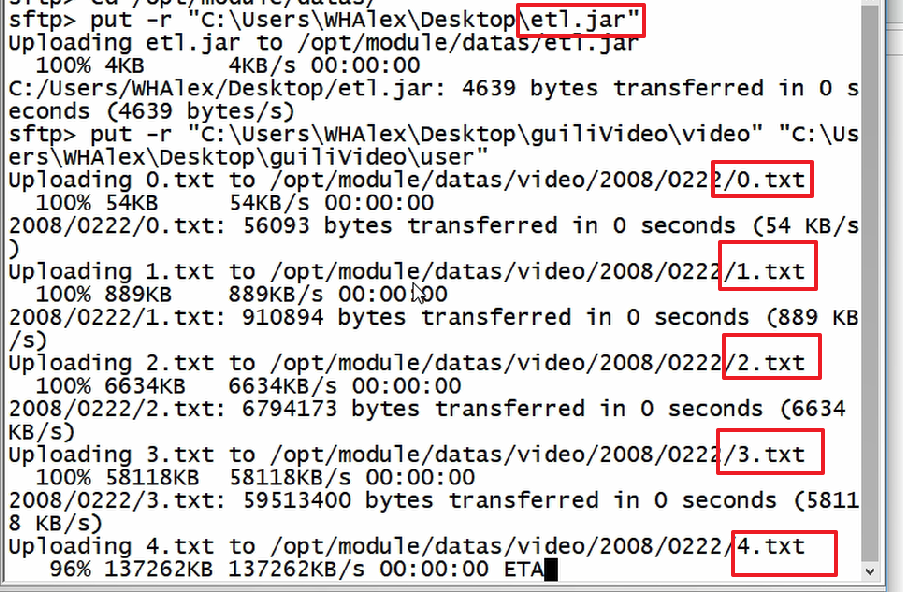 sftp> cd /opt/module/datas/
sftp> put -r "C:\Users\WHAlex\Desktop\etl.jar"
Uploading etl.jar to /opt/module/datas/etl.jar
100% 4KB 4KB/s 00:00:00
C:/Users/WHAlex/Desktop/etl.jar: 4639 bytes transferred in 0 s
econds (4639 bytes/s)
sftp> put -r "C:\Users\WHAlex\Desktop\guiliVideo\video" "C:\Us
ers\WHAlex\Desktop\guiliVideo\user"
Uploading 0.txt to /opt/module/datas/video/2008/0222/0.txt
100% 54KB 54KB/s 00:00:00
2008/0222/0.txt: 56093 bytes transferred in 0 seconds (54 KB/s
)
Uploading 1.txt to /opt/module/datas/video/2008/0222/1.txt
100% 889KB 889KB/s 00:00:00
2008/0222/1.txt: 910894 bytes transferred in 0 seconds (889 KB
/s)
Uploading 2.txt to /opt/module/datas/video/2008/0222/2.txt
100% 6634KB 6634KB/s 00:00:00
2008/0222/2.txt: 6794173 bytes transferred in 0 seconds (6634
KB/s)
Uploading 3.txt to /opt/module/datas/video/2008/0222/3.txt
100% 58118KB 58118KB/s 00:00:00
2008/0222/3.txt: 59513400 bytes transferred in 0 seconds (5811
8 KB/s)
Uploading 4.txt to /opt/module/datas/video/2008/0222/4.txt
96% 137262KB 137262KB/s 00:00:00 ETA